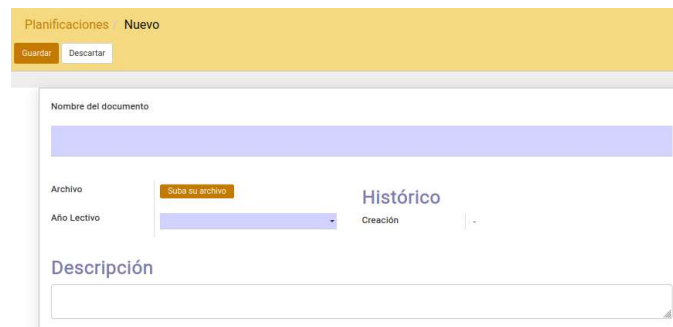 Planificaciones / Nuevo
Guardar Descartar
Nombre del documento
Archivo Suba su archivo
Histórico
Año Lectivo
Creación -
Descripción